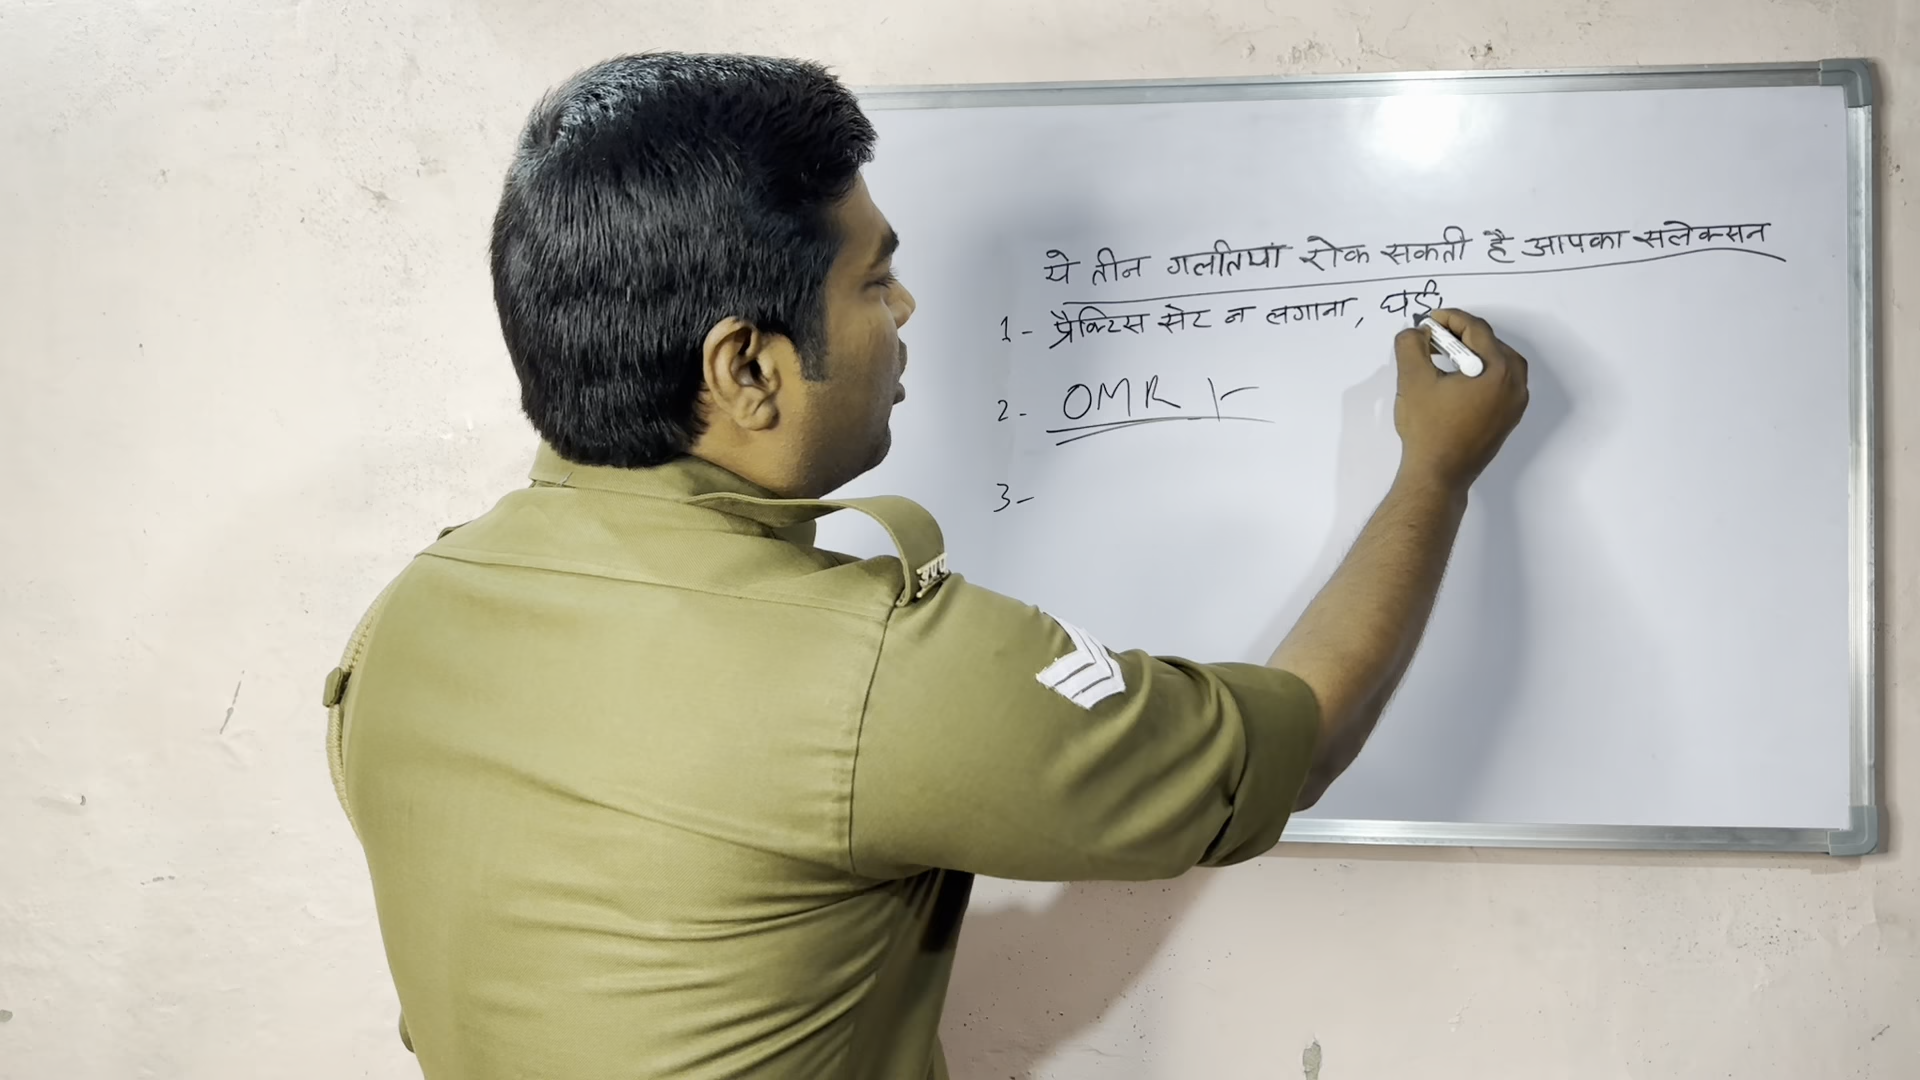 ये तीन गलतियां रोक सकती है आपका सलेक्सन
1- प्रैक्टिस सेट न लगाना, घड़ी
2- OMR
3-